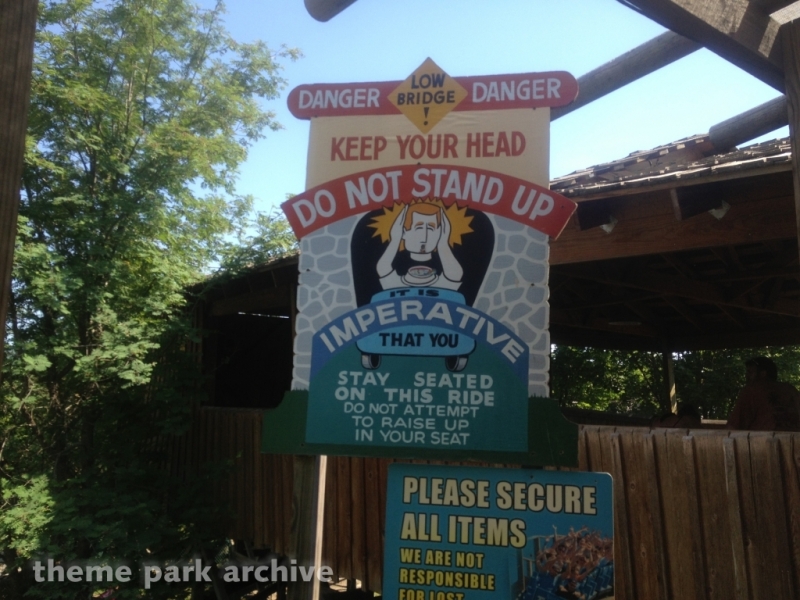 DANGER LOW DANGER
BRIDGE
!
KEEP YOUR HEAD
DO NOT STAND UP
IT IS
IMPERATIVE
THAT YOU
STAY SEATED
ON THIS RIDE
DO NOT ATTEMPT
TO RAISE UP
IN YOUR SEAT
PLEASE SECURE
ALL ITEMS
WE ARE NOT
RESPONSIBLE
FOR LOST
theme park archive